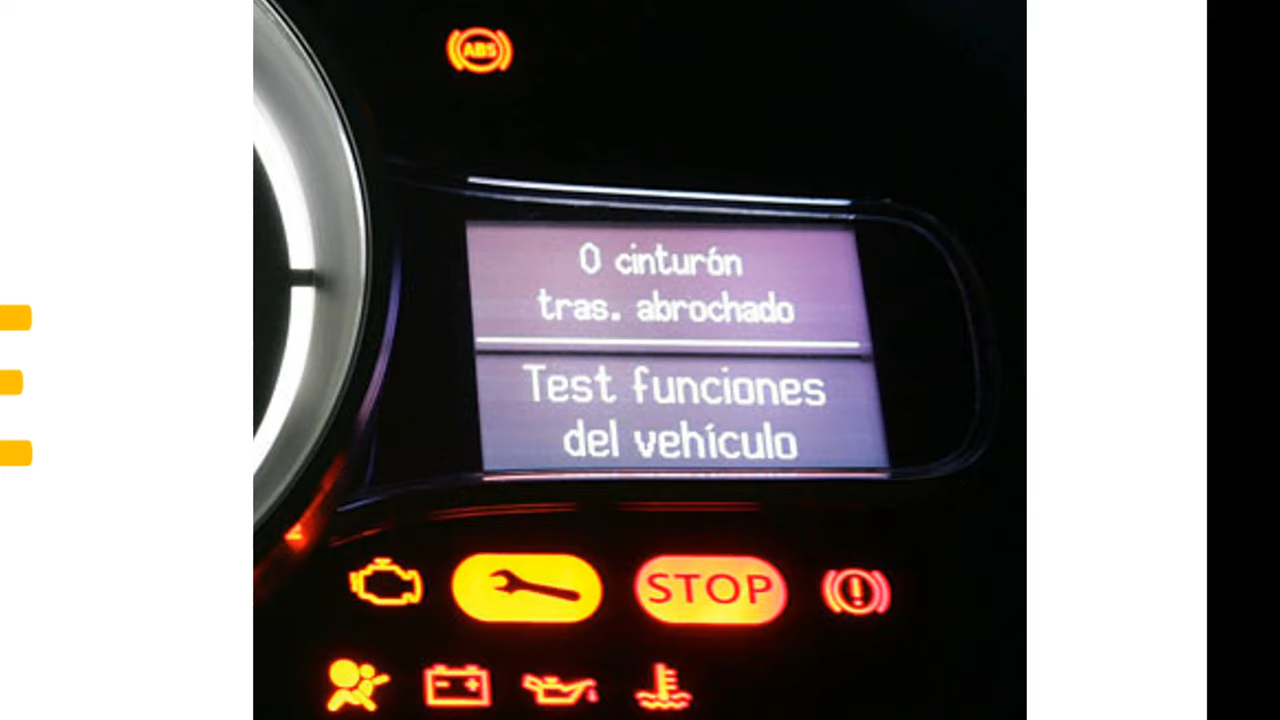 ABS
0 cinturón
tras. abrochado
Test funciones
del vehículo
STOP